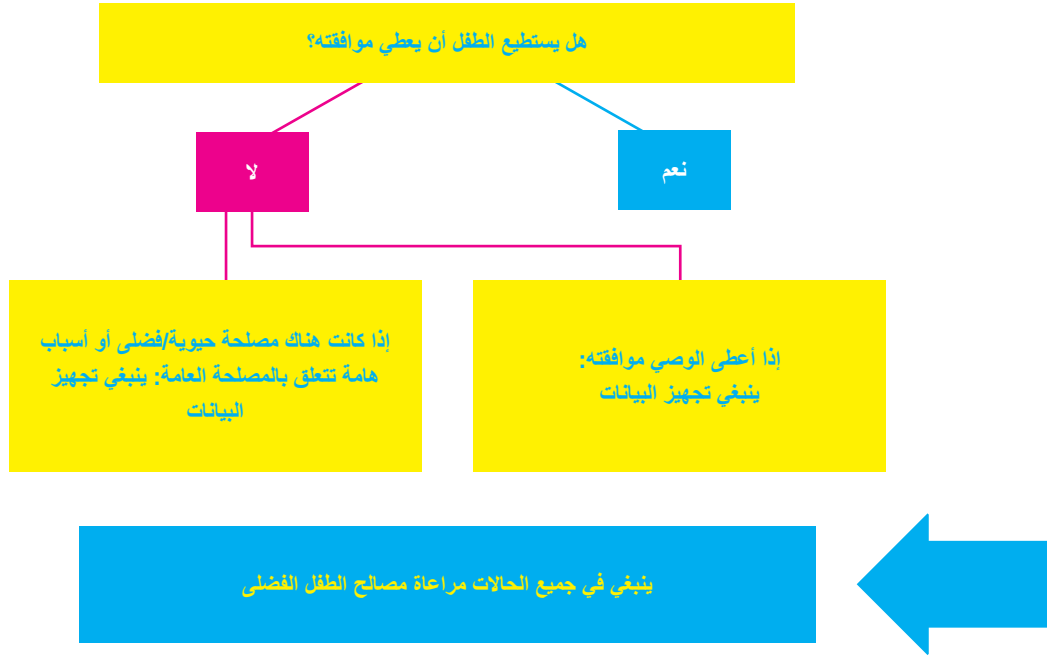 هل يستطيع الطفل أن يعطي موافقته؟
نعم
لا
إذا أعطى الوصي موافقته:
ينبغي تجهيز البيانات
إذا كانت هناك مصلحة حيوية/فضلى أو أسباب
هامة تتعلق بالمصلحة العامة: ينبغي تجهيز
البيانات
ينبغي في جميع الحالات مراعاة مصالح الطفل الفضلى